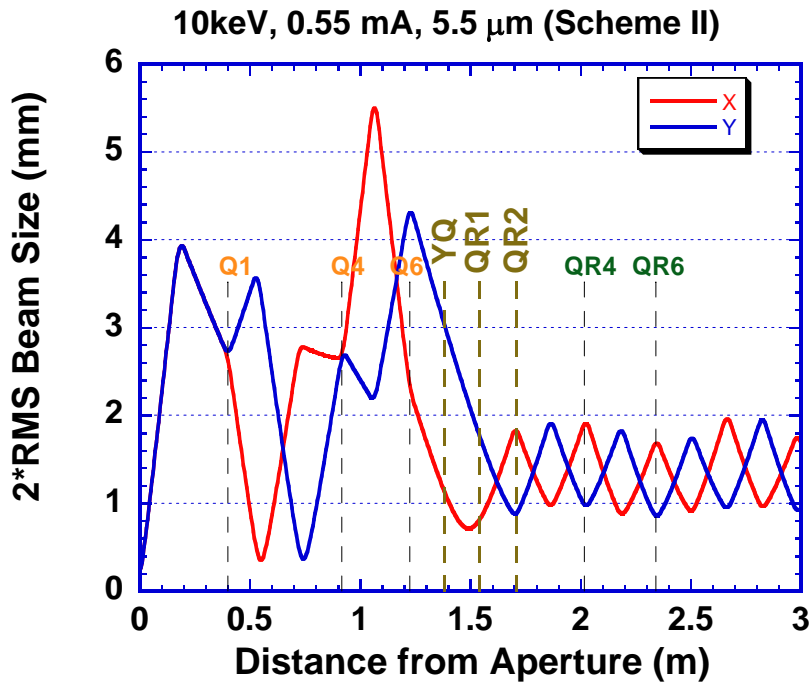 10keV, 0.55 mA, 5.5 μm (Scheme II)
2*RMS Beam Size (mm)
6
5
4
3
2
1
0
X
Y
Q1
Q4
Q6
YQ
QR1
QR2
QR4
QR6
0
0.5
1
1.5
2
2.5
3
Distance from Aperture (m)